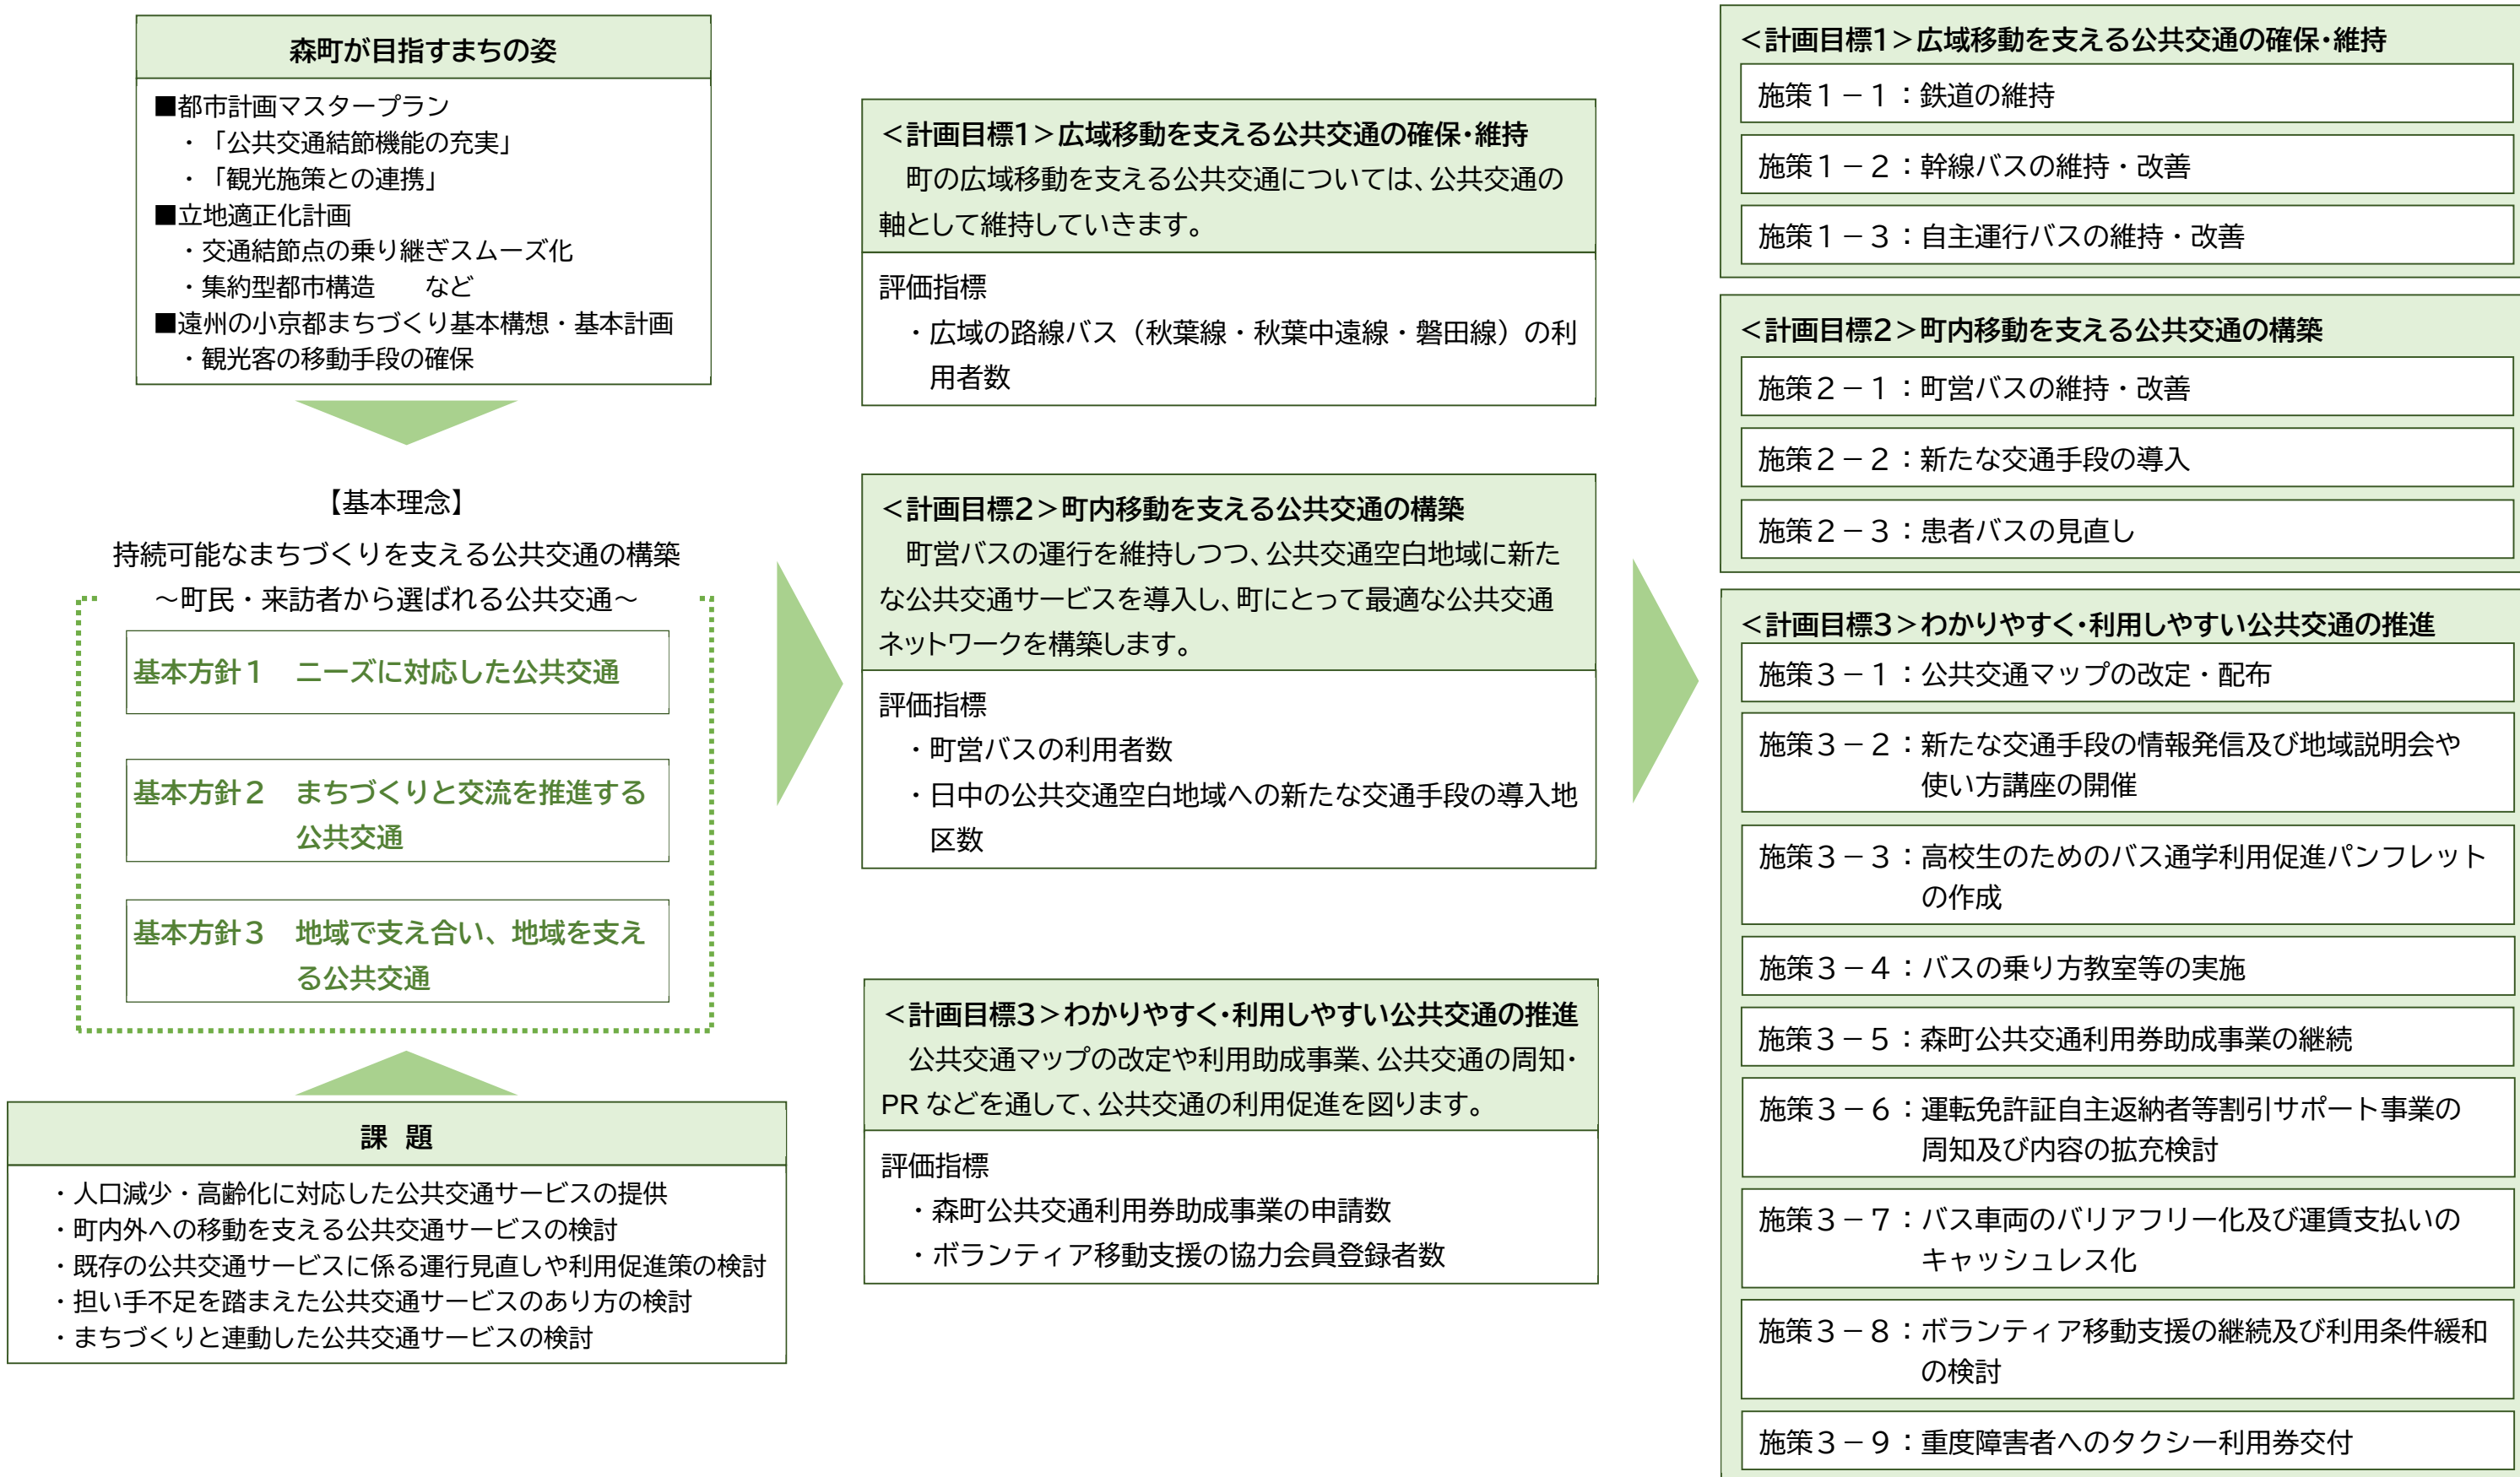 森町が目指すまちの姿
■都市計画マスタープラン
・「公共交通結節機能の充実」
・「観光施策との連携」
■立地適正化計画
・交通結節点の乗り継ぎスムーズ化
・集約型都市構造　　など
■遠州の小京都まちづくり基本構想・基本計画
・観光客の移動手段の確保
【基本理念】
持続可能なまちづくりを支える公共交通の構築
～町民・来訪者から選ばれる公共交通～
基本方針１　ニーズに対応した公共交通
基本方針２　まちづくりと交流を推進する
公共交通
基本方針３　地域で支え合い、地域を支え
る公共交通
課 題
・人口減少・高齢化に対応した公共交通サービスの提供
・町内外への移動を支える公共交通サービスの検討
・既存の公共交通サービスに係る運行見直しや利用促進策の検討
・担い手不足を踏まえた公共交通サービスのあり方の検討
・まちづくりと連動した公共交通サービスの検討
＜計画目標1＞広域移動を支える公共交通の確保・維持
町の広域移動を支える公共交通については、公共交通の
軸として維持していきます。
評価指標
・広域の路線バス（秋葉線・秋葉中遠線・磐田線）の利
用者数
＜計画目標2＞町内移動を支える公共交通の構築
町営バスの運行を維持しつつ、公共交通空白地域に新た
な公共交通サービスを導入し、町にとって最適な公共交通
ネットワークを構築します。
評価指標
・町営バスの利用者数
・日中の公共交通空白地域への新たな交通手段の導入地
区数
＜計画目標3＞わかりやすく・利用しやすい公共交通の推進
公共交通マップの改定や利用助成事業、公共交通の周知・
PR などを通して、公共交通の利用促進を図ります。
評価指標
・森町公共交通利用券助成事業の申請数
・ボランティア移動支援の協力会員登録者数
＜計画目標1＞広域移動を支える公共交通の確保・維持
施策１－１：鉄道の維持
施策１－２：幹線バスの維持・改善
施策１－３：自主運行バスの維持・改善
＜計画目標2＞町内移動を支える公共交通の構築
施策２－１：町営バスの維持・改善
施策２－２：新たな交通手段の導入
施策２－３：患者バスの見直し
＜計画目標3＞わかりやすく・利用しやすい公共交通の推進
施策３－１：公共交通マップの改定・配布
施策３－２：新たな交通手段の情報発信及び地域説明会や
使い方講座の開催
施策３－３：高校生のためのバス通学利用促進パンフレット
の作成
施策３－４：バスの乗り方教室等の実施
施策３－５：森町公共交通利用券助成事業の継続
施策３－６：運転免許証自主返納者等割引サポート事業の
周知及び内容の拡充検討
施策３－７：バス車両のバリアフリー化及び運賃支払いの
キャッシュレス化
施策３－８：ボランティア移動支援の継続及び利用条件緩和
の検討
施策３－９：重度障害者へのタクシー利用券交付